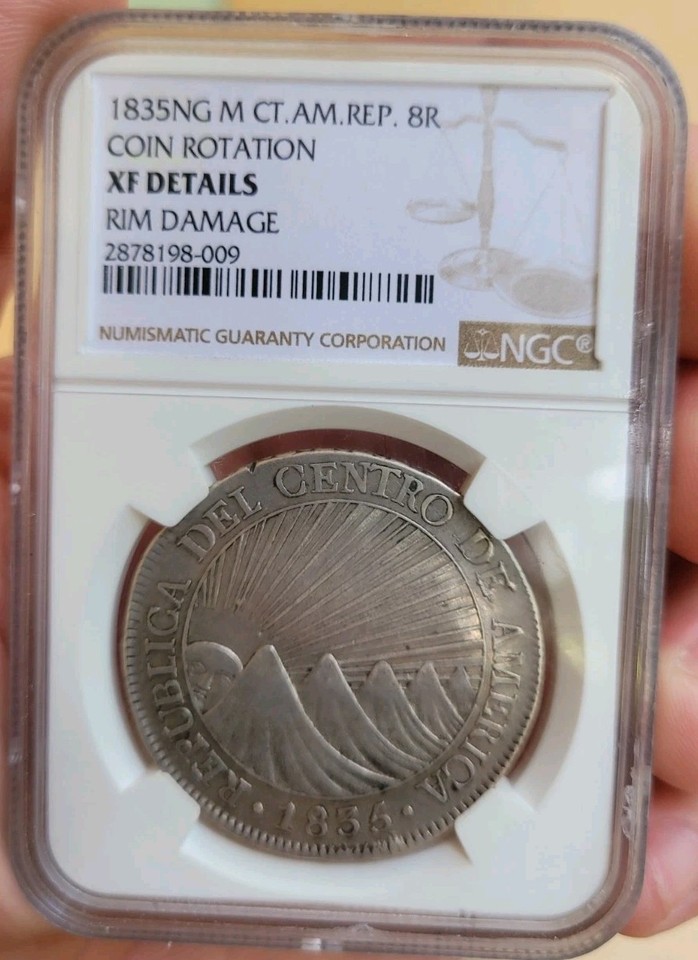 1835NG M CT.AM.REP. 8R
COIN ROTATION
XF DETAILS
RIM DAMAGE
2878198-009
NUMISMATIC GUARANTY CORPORATION
NGC®
REPUBLICA DEL CENTRO DE AMERICA
· 1835 ·